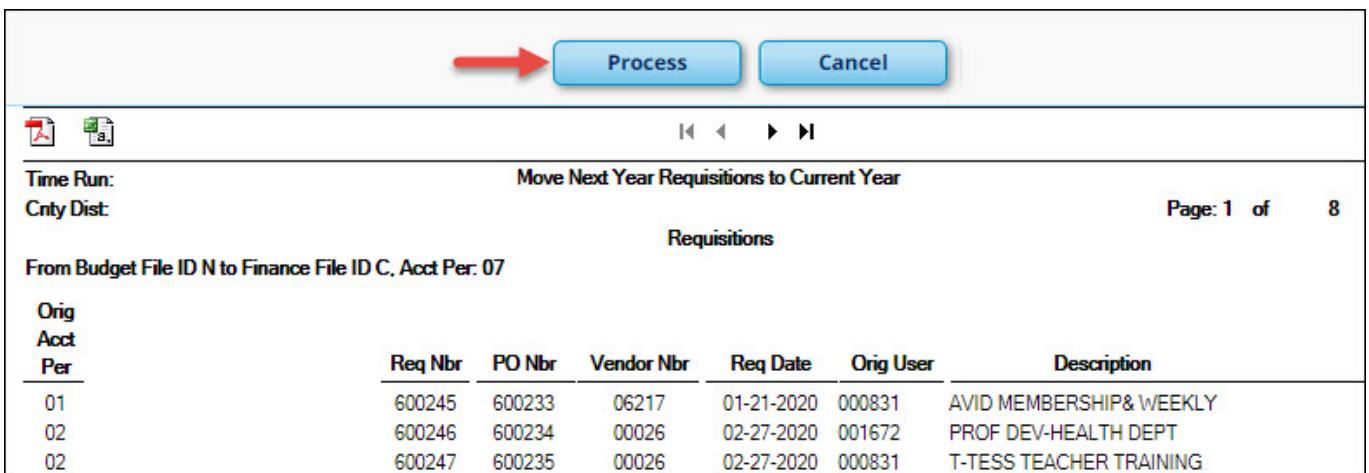 Process Cancel
Time Run: Move Next Year Requisitions to Current Year
Cnty Dist: Page: 1 of 8
Requisitions
From Budget File ID N to Finance File ID C, Acct Per: 07
Orig
Acct
Per Req Nbr PO Nbr Vendor Nbr Req Date Orig User Description
01 600245 600233 06217 01-21-2020 000831 AVID MEMBERSHIP& WEEKLY
02 600246 600234 00026 02-27-2020 001672 PROF DEV-HEALTH DEPT
02 600247 600235 00026 02-27-2020 000831 T-TESS TEACHER TRAINING